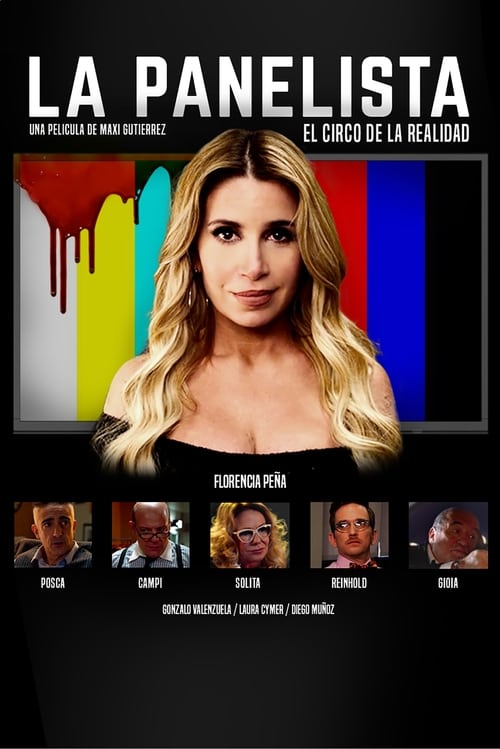 LA PANELISTA
UNA PELICULA DE MAXI GUTIERREZ
EL CIRCO DE LA REALIDAD
FLORENCIA PEÑA
POSCA CAMPI SOLITA REINHOLD GIOIA
GONZALO VALENZUELA / LAURA CYMER / DIEGO MUÑOZ